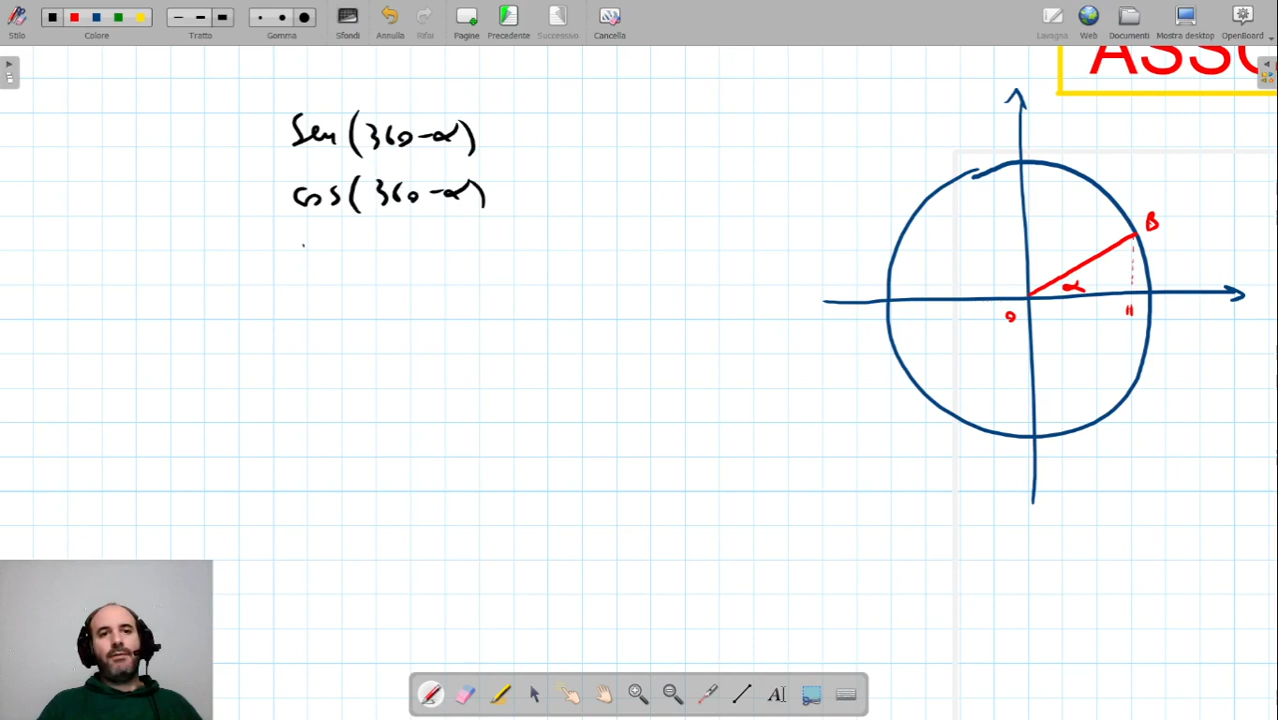 Stilo
Colore
Tratto
Gomma
Sfondi
Annulla
Rifai
Pagine
Precedente
Successivo
Cancella
Lavagna
Web
Documenti
Mostra desktop
OpenBoard
ASSO
Sen(360-α)
cos(360-α)
B
α
O
H